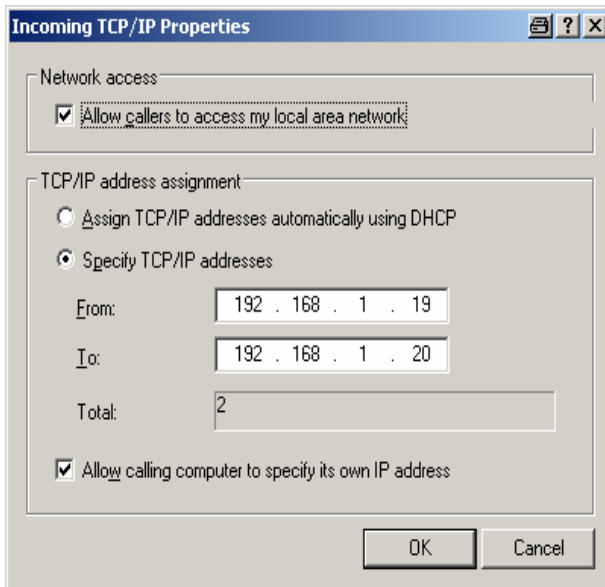 Incoming TCP/IP Properties
Network access
Allow callers to access my local area network
TCP/IP address assignment
Assign TCP/IP addresses automatically using DHCP
Specify TCP/IP addresses
From: 192 . 168 . 1 . 19
To: 192 . 168 . 1 . 20
Total: 2
Allow calling computer to specify its own IP address
OK Cancel